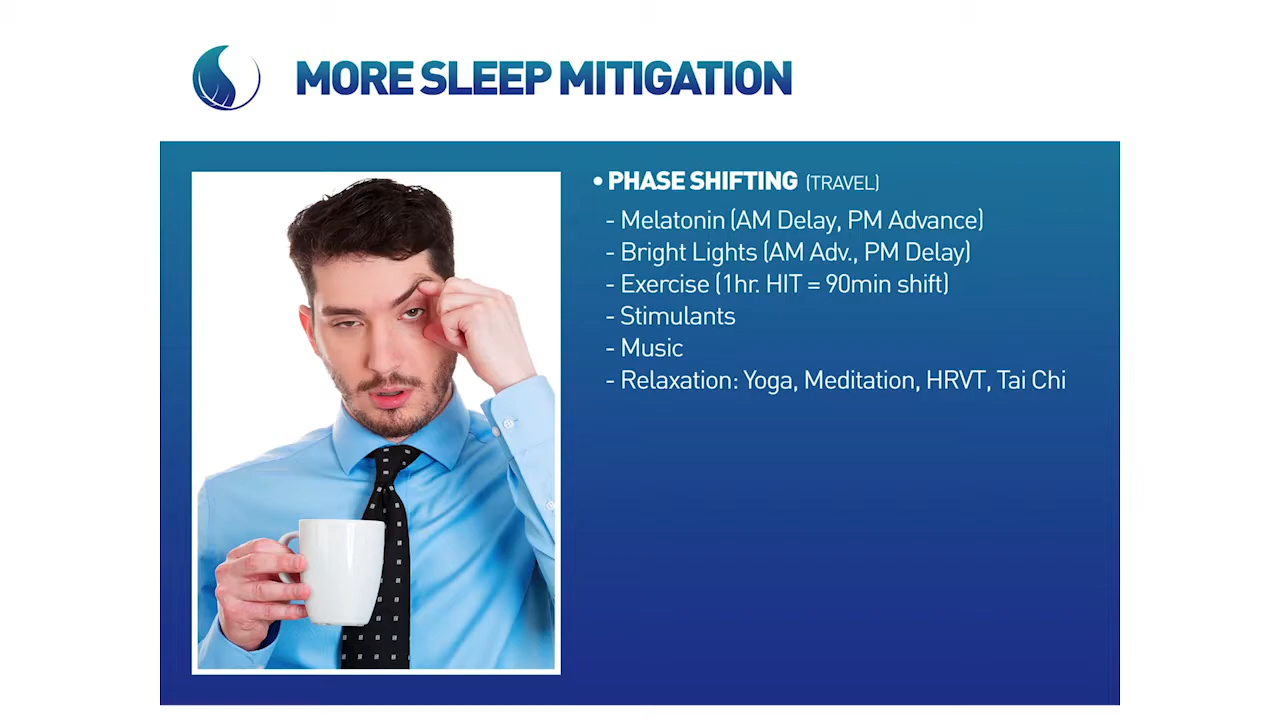 MORE SLEEP MITIGATION
• PHASE SHIFTING (TRAVEL)
- Melatonin (AM Delay, PM Advance)
- Bright Lights (AM Adv., PM Delay)
- Exercise (1hr. HIT = 90min shift)
- Stimulants
- Music
- Relaxation: Yoga, Meditation, HRVT, Tai Chi